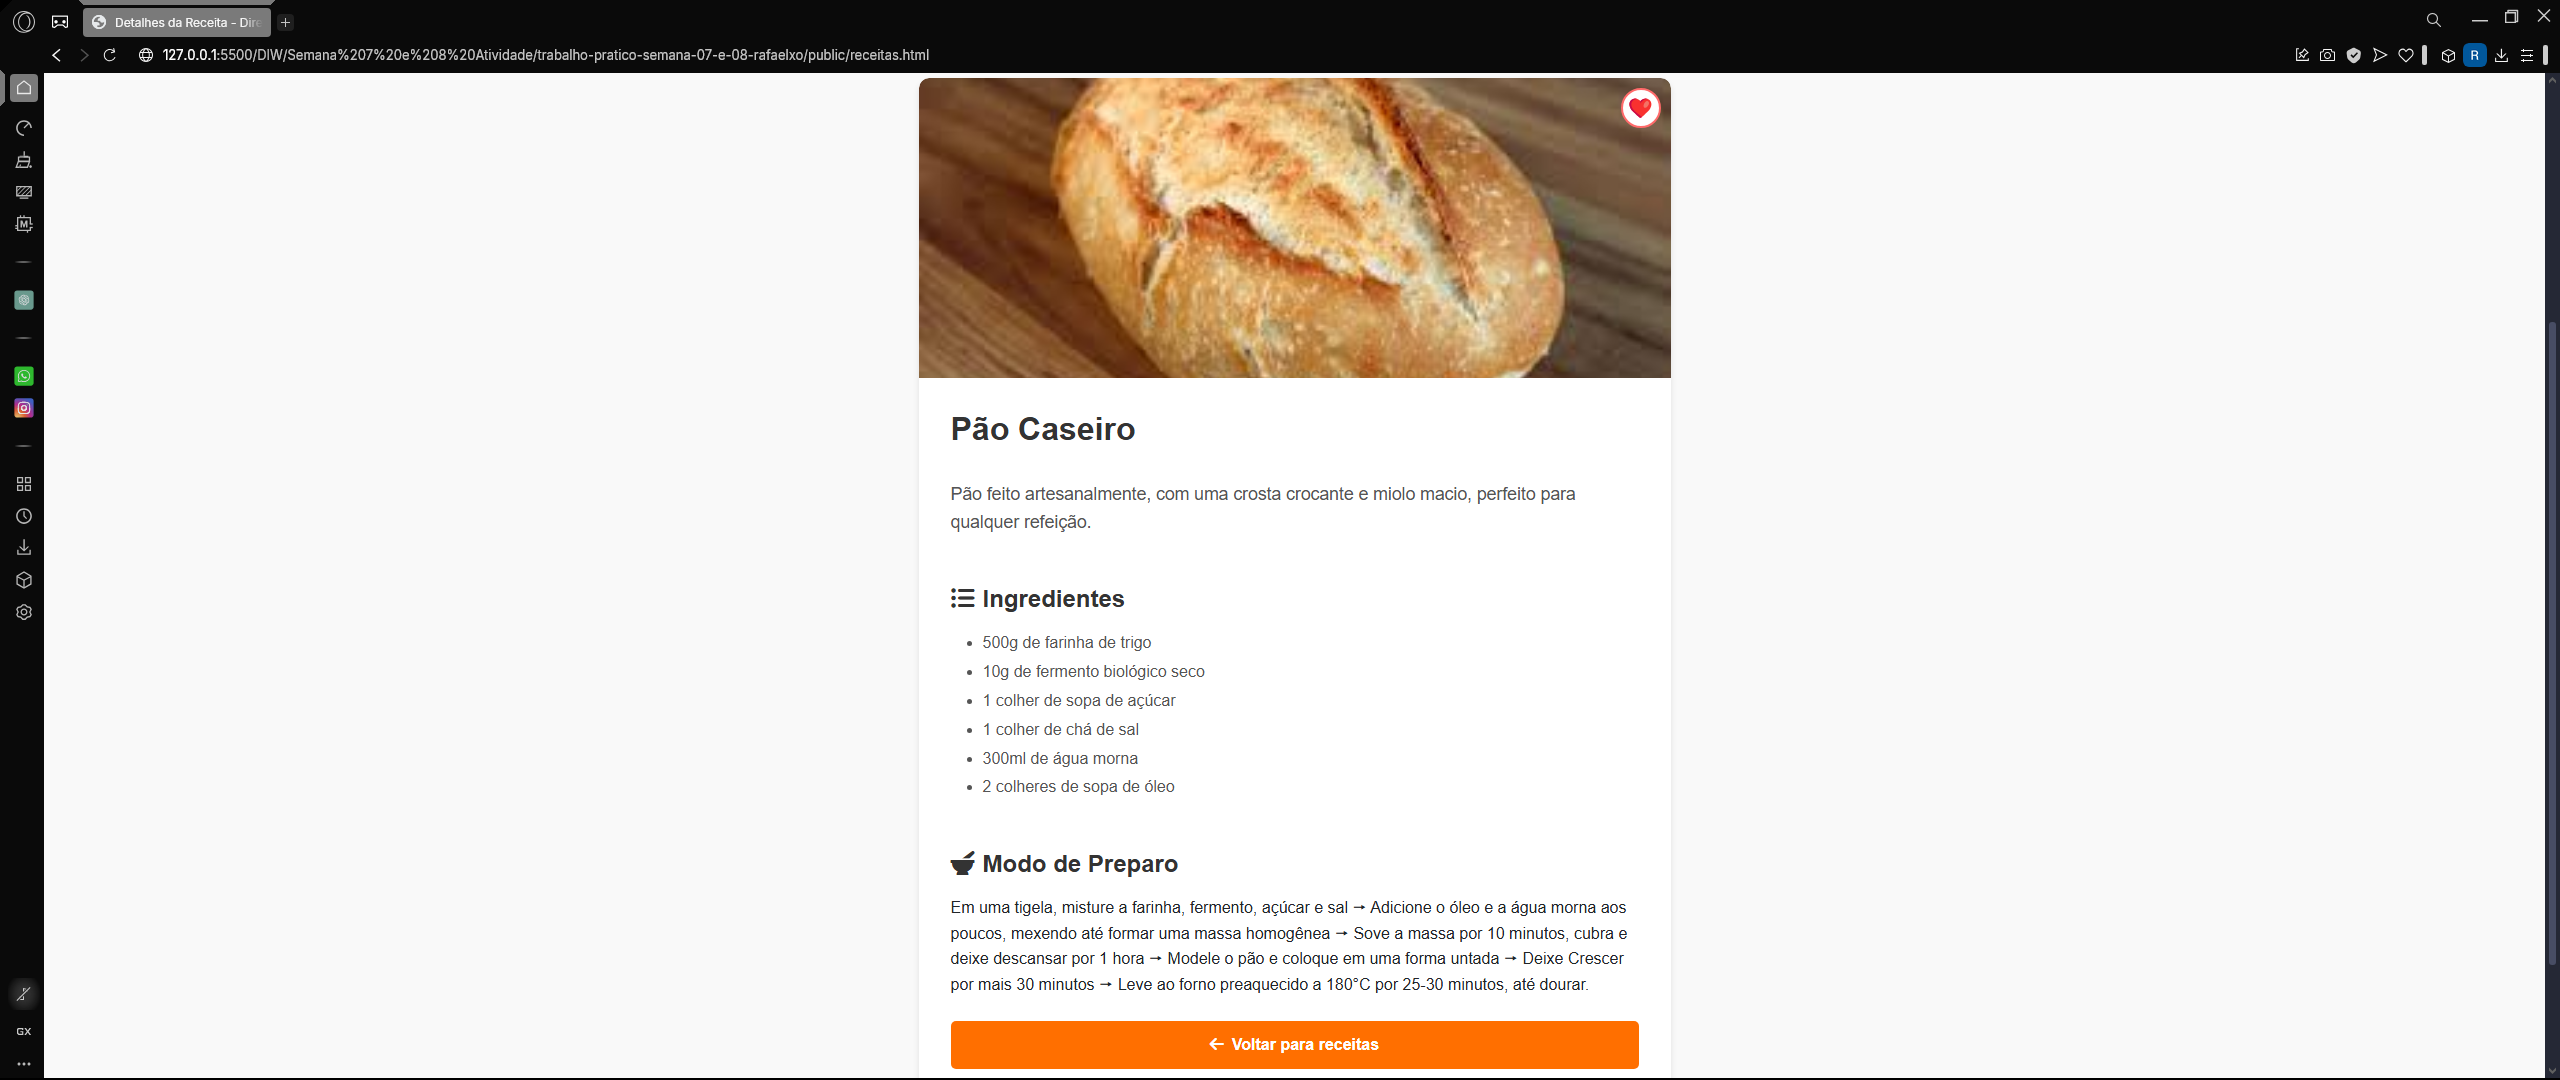 Detalhes da Receita - Dire
127.0.0.1:5500/DIW/Semana%207%20e%208%20Atividade/trabalho-pratico-semana-07-e-08-rafaelxo/public/receitas.html
R
M
Pão Caseiro
Pão feito artesanalmente, com uma crosta crocante e miolo macio, perfeito para
qualquer refeição.
Ingredientes
• 500g de farinha de trigo
• 10g de fermento biológico seco
• 1 colher de sopa de açúcar
• 1 colher de chá de sal
• 300ml de água morna
• 2 colheres de sopa de óleo
Modo de Preparo
Em uma tigela, misture a farinha, fermento, açúcar e sal → Adicione o óleo e a água morna aos
poucos, mexendo até formar uma massa homogênea → Sove a massa por 10 minutos, cubra e
deixe descansar por 1 hora → Modele o pão e coloque em uma forma untada → Deixe Crescer
por mais 30 minutos → Leve ao forno preaquecido a 180°C por 25-30 minutos, até dourar.
← Voltar para receitas
GX